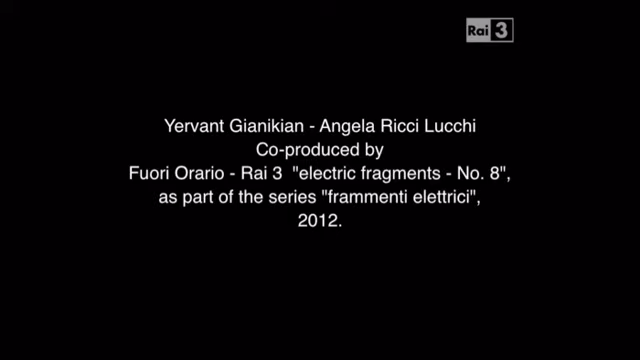 Rai 3
Yervant Gianikian - Angela Ricci Lucchi
Co-produced by
Fuori Orario - Rai 3  "electric fragments - No. 8",
as part of the series "frammenti elettrici",
2012.